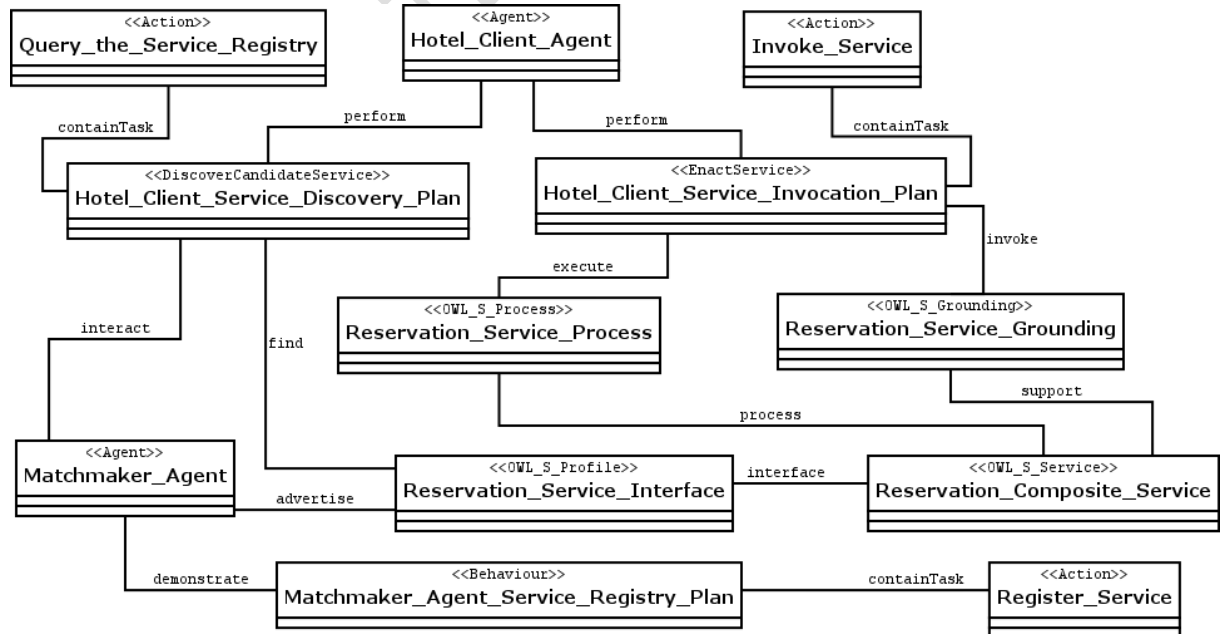 <<Action>>
Query_the_Service_Registry
<<Agent>>
Hotel_Client_Agent
<<Action>>
Invoke_Service
containTask
perform
perform
containTask
<<DiscoverCandidateService>>
Hotel_Client_Service_Discovery_Plan
<<EnactService>>
Hotel_Client_Service_Invocation_Plan
invoke
execute
interact
find
<<OWL_S_Process>>
Reservation_Service_Process
<<OWL_S_Grounding>>
Reservation_Service_Grounding
support
process
<<Agent>>
Matchmaker_Agent
advertise
<<OWL_S_Profile>>
Reservation_Service_Interface
interface
<<OWL_S_Service>>
Reservation_Composite_Service
demonstrate
<<Behaviour>>
Matchmaker_Agent_Service_Registry_Plan
containTask
<<Action>>
Register_Service